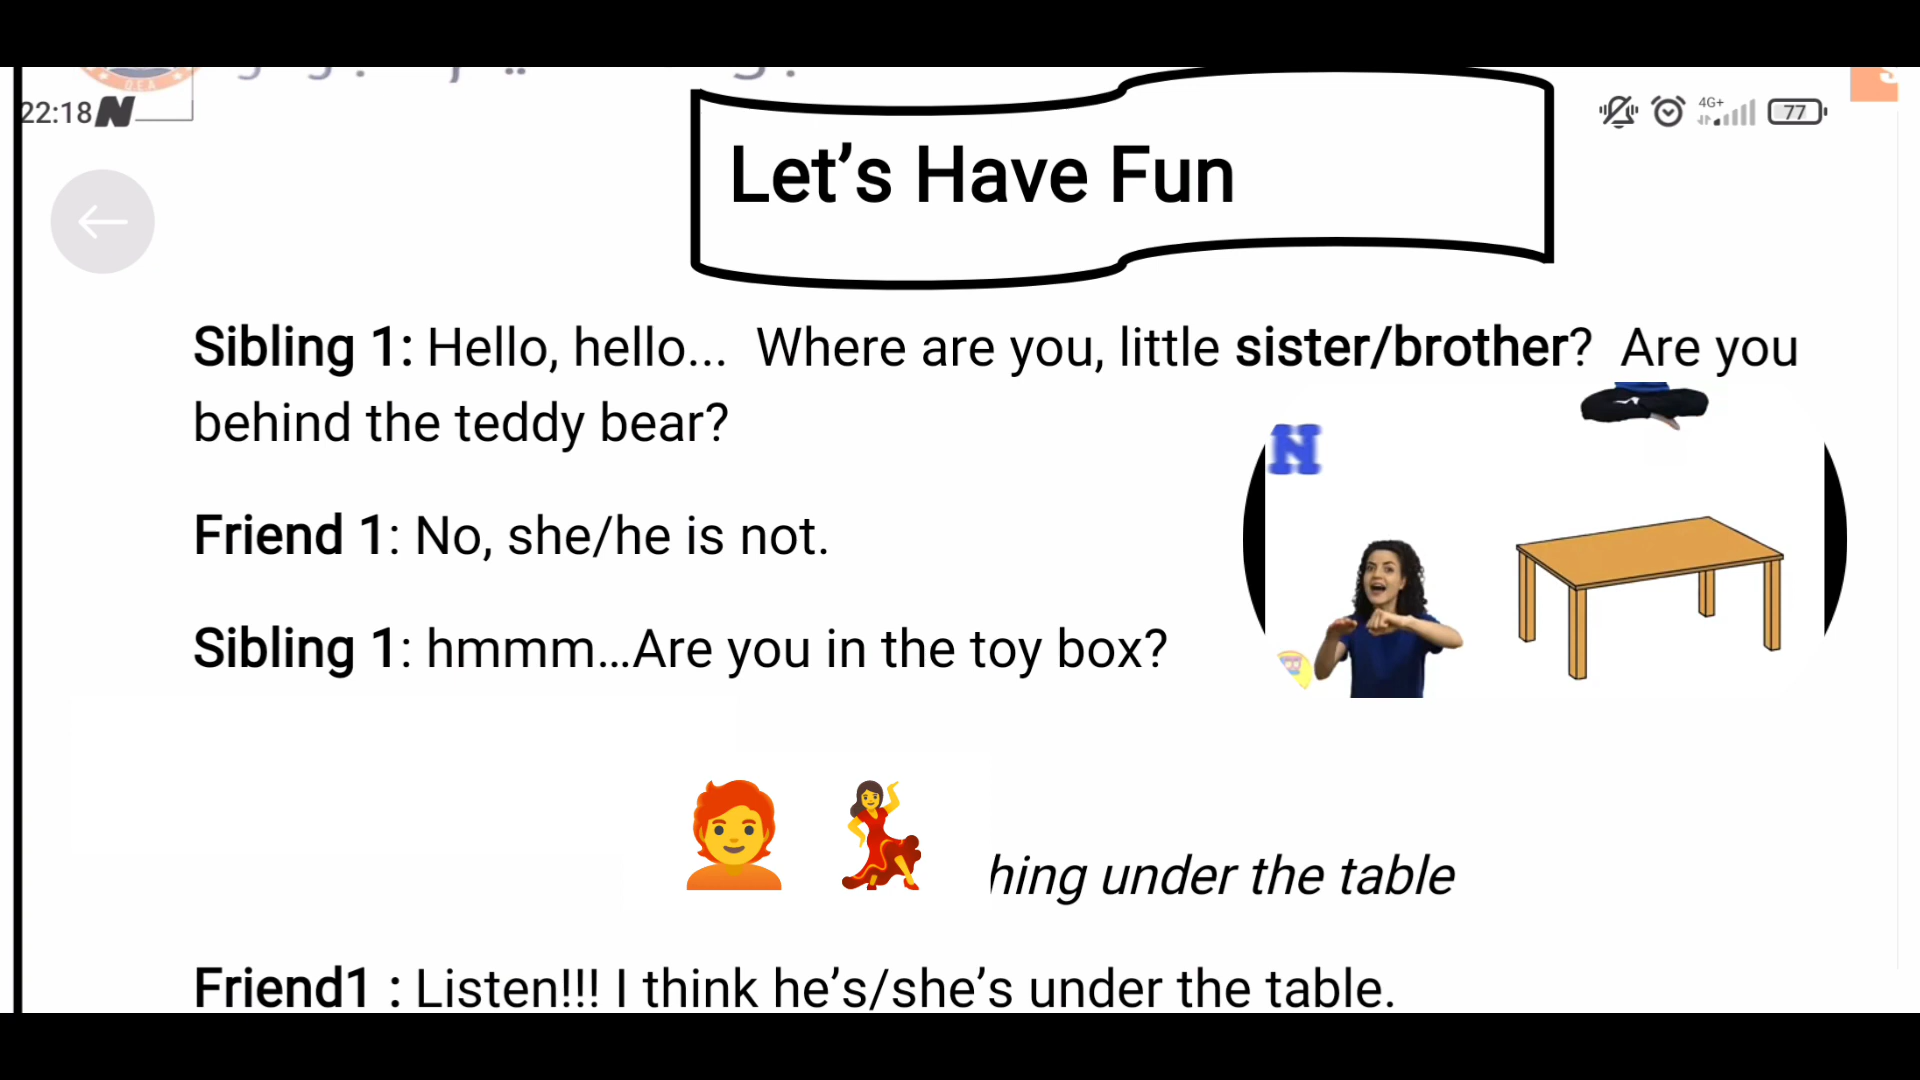 O.E.A
22:18 N
4G+
77
Let’s Have Fun
Sibling 1: Hello, hello... Where are you, little sister/brother? Are you
behind the teddy bear?
N
Friend 1: No, she/he is not.
Sibling 1: hmmm...Are you in the toy box?
hing under the table
Friend1 : Listen!!! I think he’s/she’s under the table.